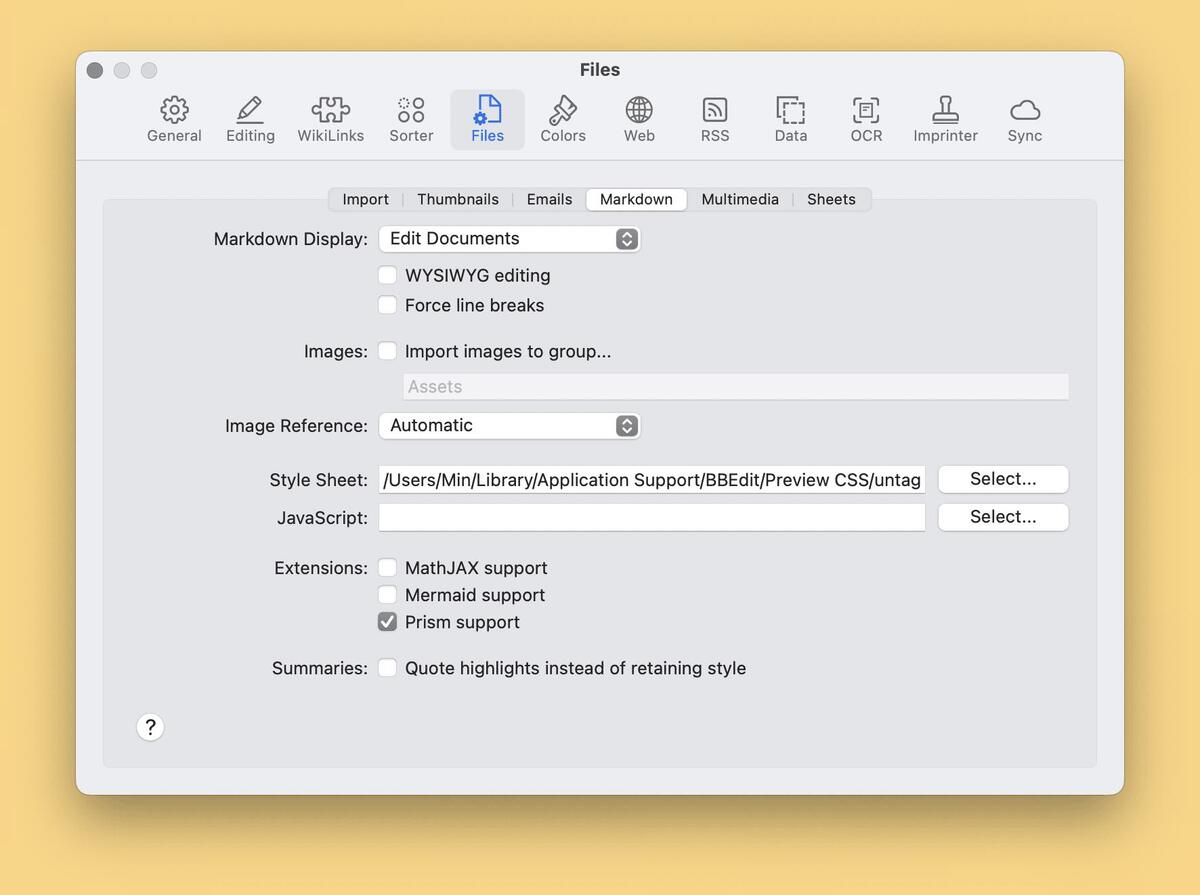 Files
General Editing WikiLinks Sorter Files Colors Web RSS Data OCR Imprinter Sync
Import Thumbnails Emails Markdown Multimedia Sheets
Markdown Display: Edit Documents
WYSIWYG editing
Force line breaks
Images: Import images to group...
Assets
Image Reference: Automatic
Style Sheet: /Users/Min/Library/Application Support/BBEdit/Preview CSS/untag Select...
JavaScript: Select...
Extensions: MathJAX support
Mermaid support
Prism support
Summaries: Quote highlights instead of retaining style
?